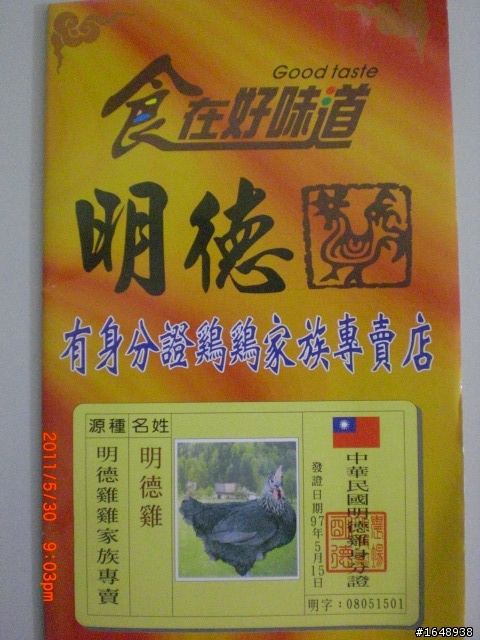 Good taste
食在好味道
明德
有身分證鷄鷄家族專賣店
姓名
明德雞
種源
明德雞雞家族專賣
中華民國明德雞身分證
發證日期97年5月15日
明字：08051501
2011/5/30 9:03pm
#1648938